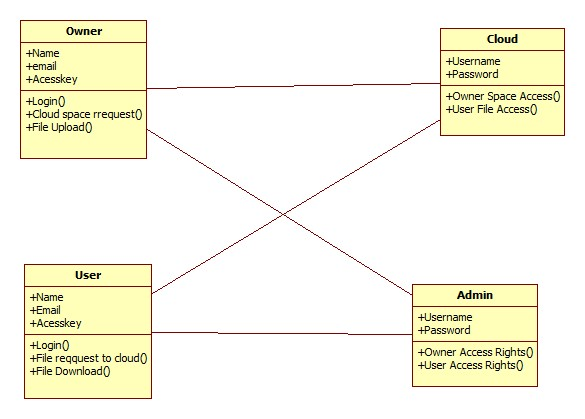 Owner
+Name
+email
+Acesskey
+Login()
+Cloud space rrequest()
+File Upload()
Cloud
+Username
+Password
+Owner Space Access()
+User File Access()
User
+Name
+Email
+Acesskey
+Login()
+File reqquest to cloud()
+File Download()
Admin
+Username
+Password
+Owner Access Rights()
+User Access Rights()